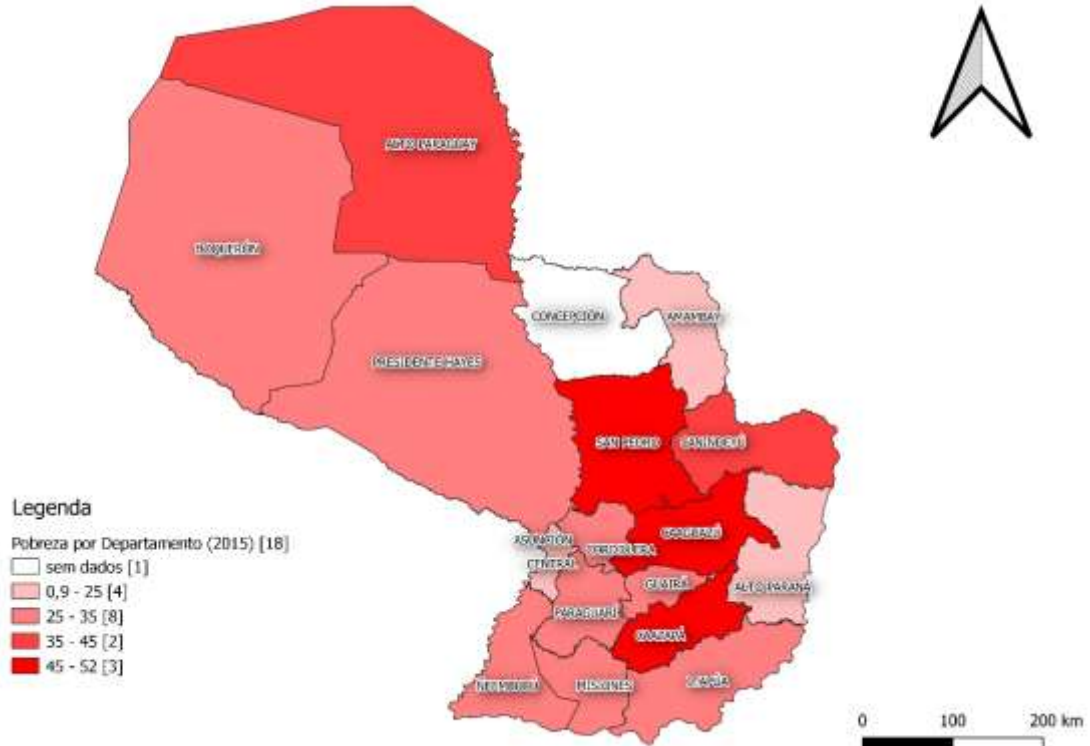 ALTO PARAGUAY
BOQUERÓN
CONCEPCIÓN
AMAMBAY
PRESIDENTE HAYES
SAN PEDRO
CANINDEYÚ
ASUNCIÓN
CORDILLERA
CAAGUAZÚ
CENTRAL
GUAIRÁ
ALTO PARANÁ
PARAGUARÍ
CAAZAPÁ
ÑEEMBUCÚ
MISIONES
ITAPÚA
Legenda
Pobreza por Departamento (2015) [18]
sem dados [1]
0,9 - 25 [4]
25 - 35 [8]
35 - 45 [2]
45 - 52 [3]
0 100 200 km